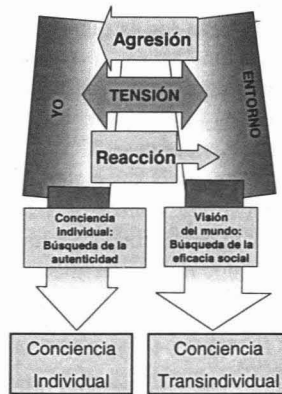 Agresión
YO
TENSIÓN
ENTORNO
Reacción
Conciencia
individual:
Búsqueda de la
autenticidad
Visión
del mundo:
Búsqueda de la
eficacia social
Conciencia
Individual
Conciencia
Transindividual